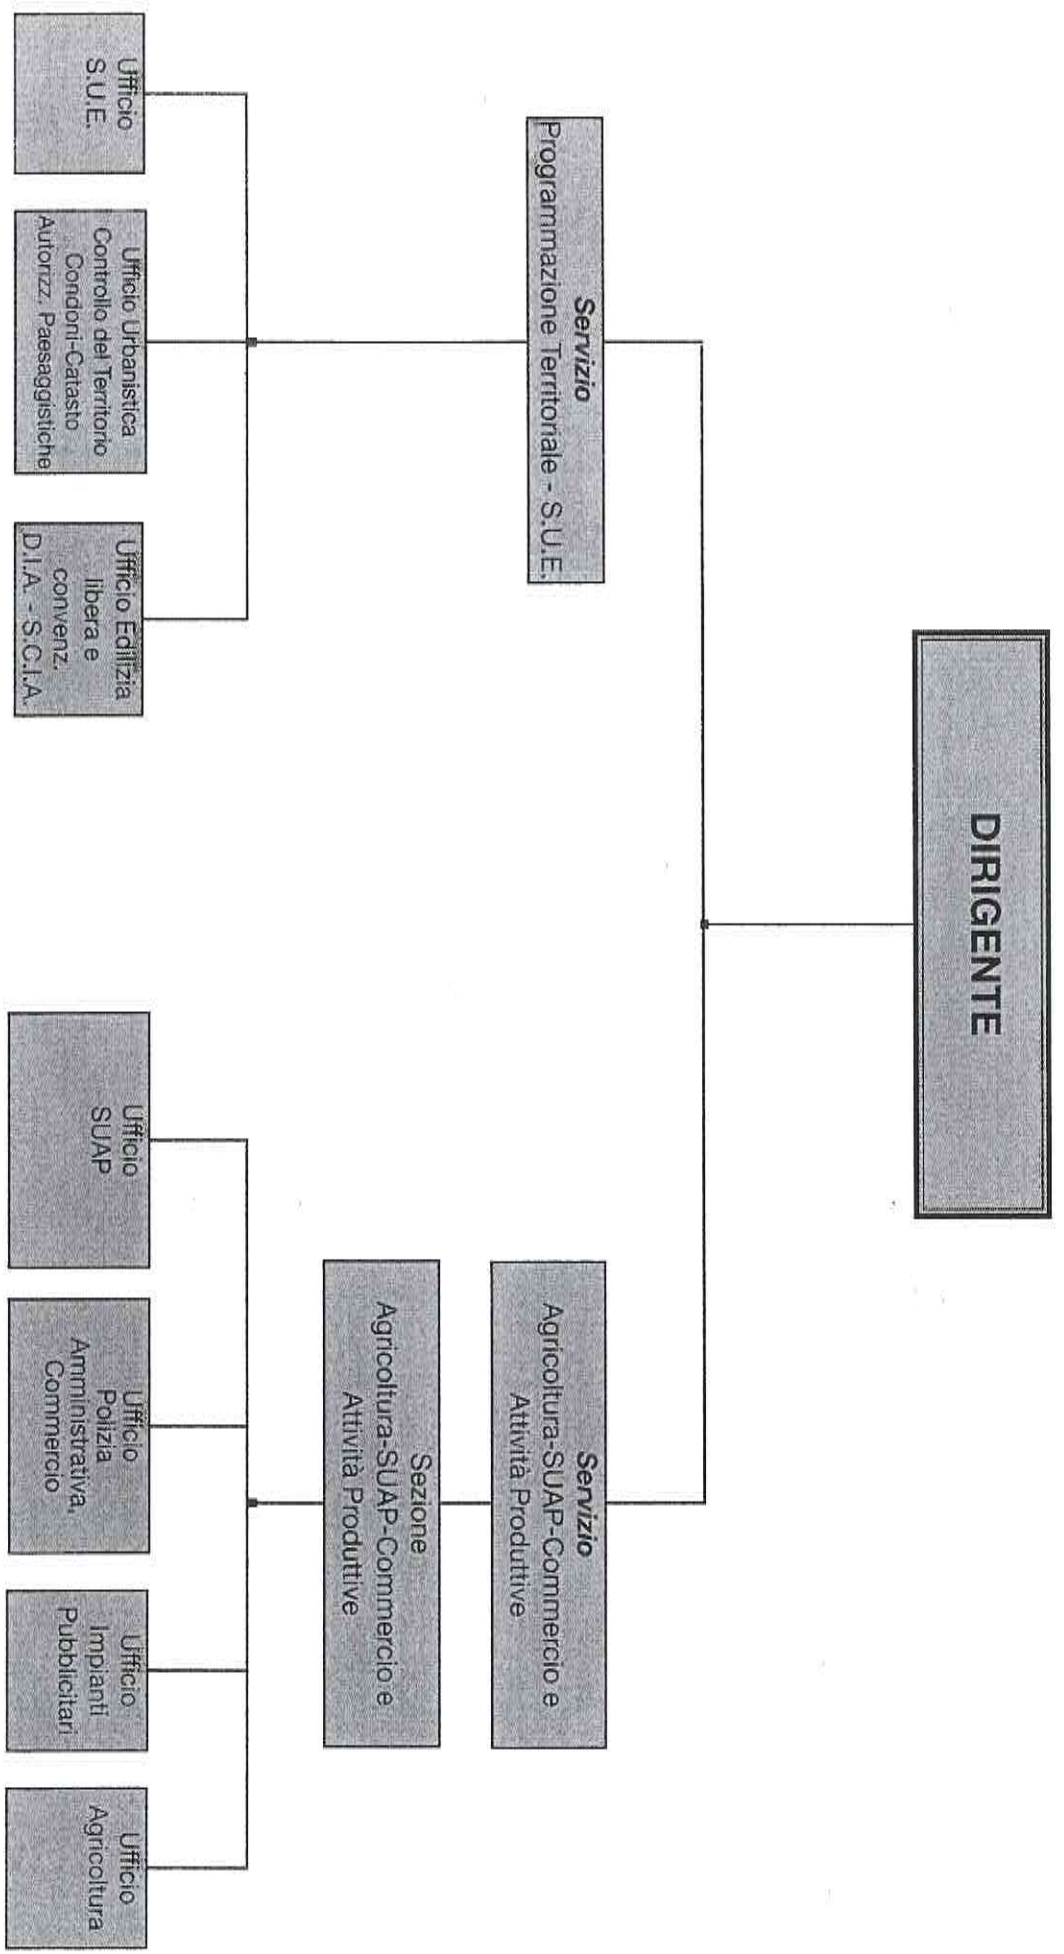 DIRIGENTE
Servizio
Programmazione Territoriale - S.U.E.
Servizio
Agricoltura-SUAP-Commercio e
Attività Produttive
Sezione
Agricoltura-SUAP-Commercio e
Attività Produttive
Ufficio
S.U.E.
Ufficio Urbanistica
Controllo del Territorio
Condoni-Catasto
Autorizz. Paesaggistiche
Ufficio Edilizia
libera e
convenz.
D.I.A. - S.C.I.A.
Ufficio
SUAP
Ufficio
Polizia
Amministrativa,
Commercio
Ufficio
Impianti
Pubblicitari
Ufficio
Agricoltura